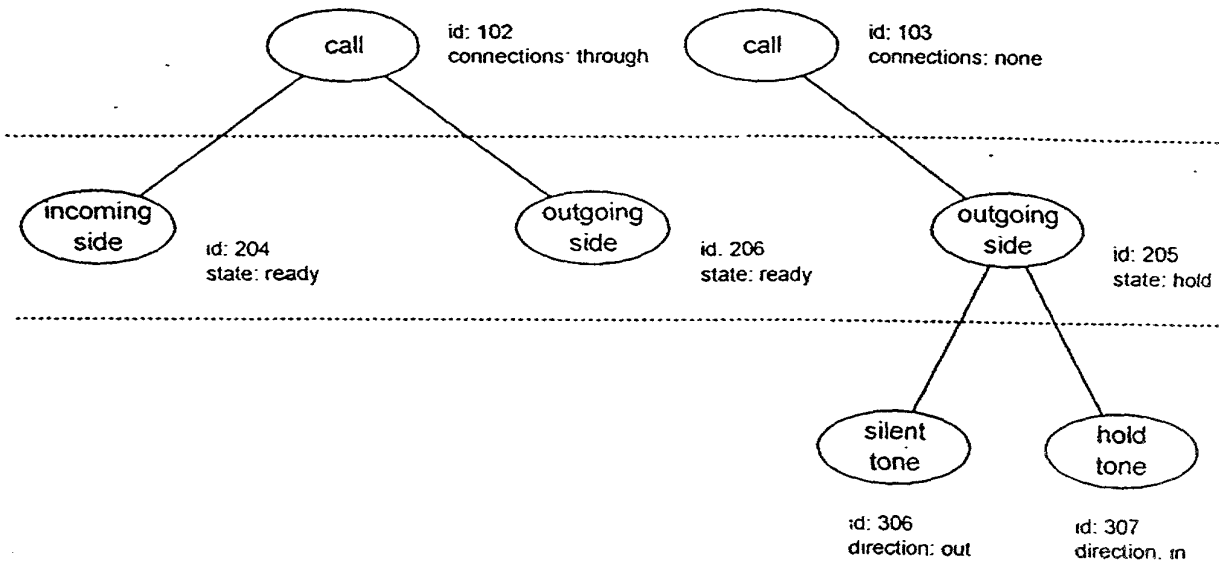 call
id: 102
connections: through
call
id: 103
connections: none
incoming
side
id: 204
state: ready
outgoing
side
id. 206
state: ready
outgoing
side
id: 205
state: hold
silent
tone
id: 306
direction: out
hold
tone
id: 307
direction. in